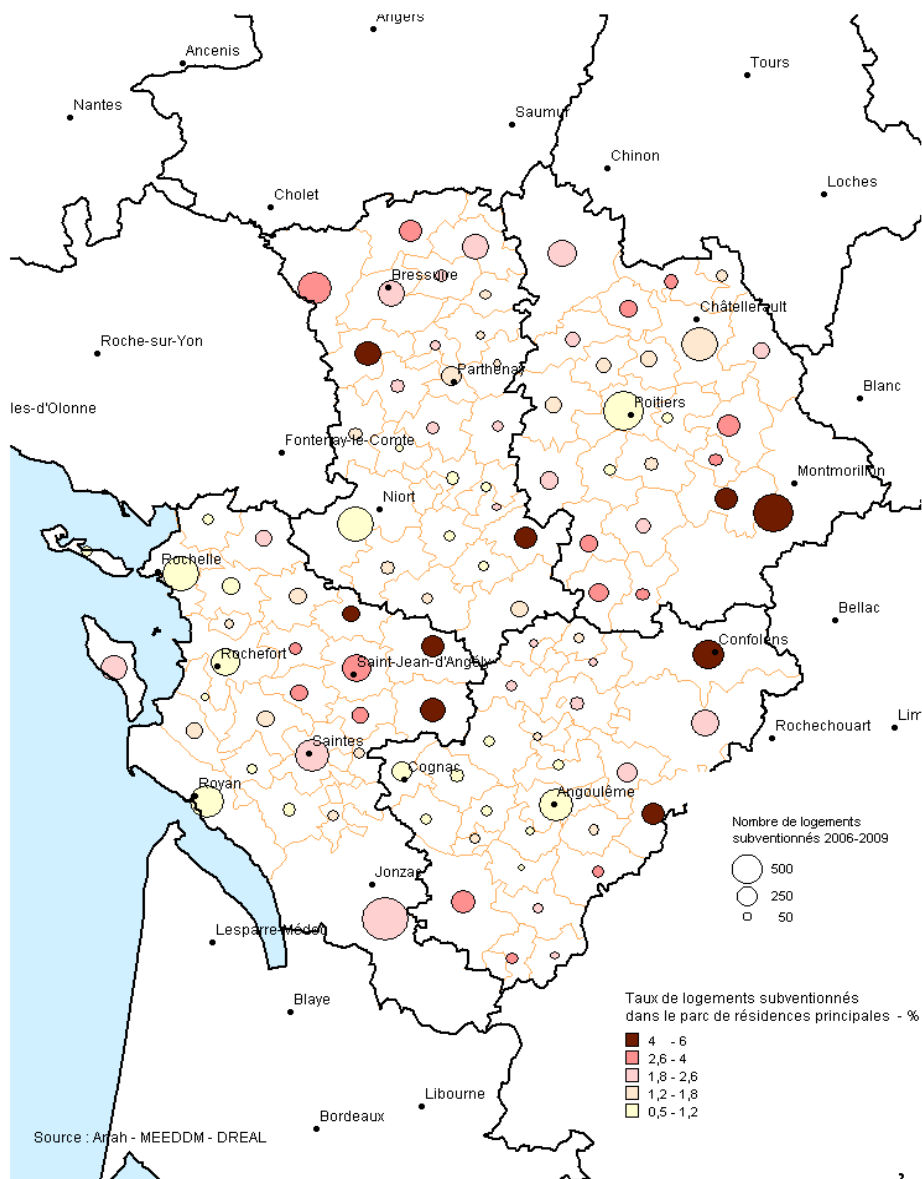 Angers
Ancenis
Tours
Nantes
Saumur
Chinon
Loches
Cholet
Bressuire
Châtellerault
Roche-sur-Yon
Parthenay
Blanc
les-d'Olonne
Poitiers
Fontenay-le-Comte
Montmorillon
Niort
Rochelle
Bellac
Confolens
Rochefort
Saint-Jean-d'Angély
Lim
Rochechouart
Saintes
Cognac
Royan
Angoulême
Nombre de logements
subventionnés 2006-2009
500
250
50
Jonzac
Lesparre-Médoc
Blaye
Taux de logements subventionnés
dans le parc de résidences principales - %
4 - 6
2,6 - 4
1,8 - 2,6
1,2 - 1,8
0,5 - 1,2
Libourne
Bordeaux
Source : Anah - MEEDDM - DREAL